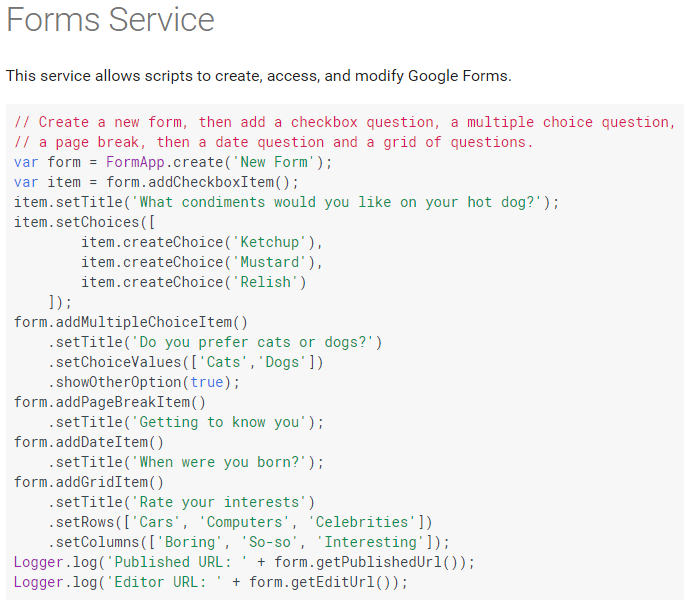 Forms Service
This service allows scripts to create, access, and modify Google Forms.
// Create a new form, then add a checkbox question, a multiple choice question,
// a page break, then a date question and a grid of questions.
var form = FormApp.create('New Form');
var item = form.addCheckboxItem();
item.setTitle('What condiments would you like on your hot dog?');
item.setChoices([
        item.createChoice('Ketchup'),
        item.createChoice('Mustard'),
        item.createChoice('Relish')
    ]);
form.addMultipleChoiceItem()
    .setTitle('Do you prefer cats or dogs?')
    .setChoiceValues(['Cats','Dogs'])
    .showOtherOption(true);
form.addPageBreakItem()
    .setTitle('Getting to know you');
form.addDateItem()
    .setTitle('When were you born?');
form.addGridItem()
    .setTitle('Rate your interests')
    .setRows(['Cars', 'Computers', 'Celebrities'])
    .setColumns(['Boring', 'So-so', 'Interesting']);
Logger.log('Published URL: ' + form.getPublishedUrl());
Logger.log('Editor URL: ' + form.getEditUrl());